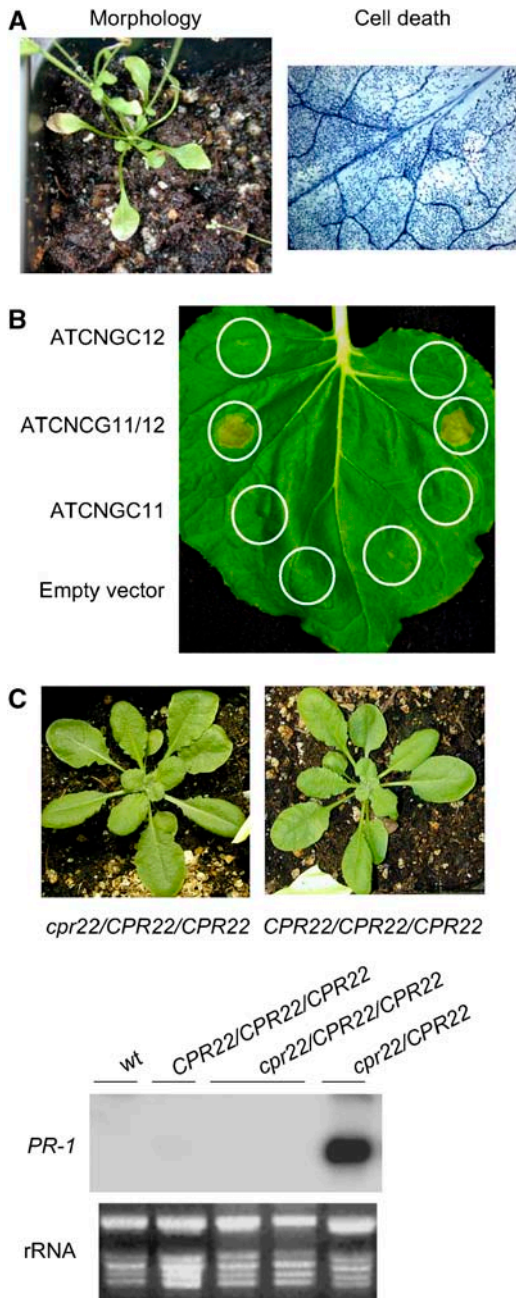 A
Morphology
Cell death
B
ATCNGC12
ATCNCG11/12
ATCNGC11
Empty vector
C
cpr22/CPR22/CPR22
CPR22/CPR22/CPR22
wt
CPR22/CPR22/CPR22
cpr22/CPR22/CPR22
cpr22/CPR22
PR-1
rRNA